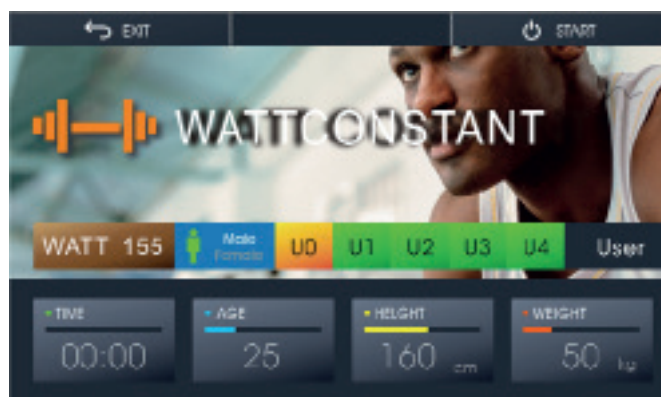 EXIT START
WATTCONSTANT
WATT 155 Male Female U0 U1 U2 U3 U4 User
TIME AGE HEIGHT WEIGHT
00:00 25 160 cm 50 kg